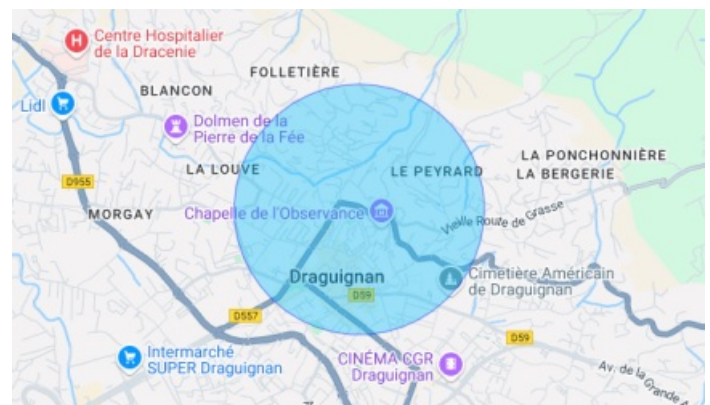 Centre Hospitalier
de la Dracenie
FOLLETIÈRE
BLANCON
Lidl
Dolmen de la
Pierre de la Fée
LA PONCHONNIÈRE
LA LOUVE
LE PEYRARD
LA BERGERIE
D955
MORGAY
Chapelle de l'Observance
Vieille Route de Grasse
Draguignan
Cimetière Américain
de Draguignan
D59
D557
D59
Intermarché
SUPER Draguignan
CINÉMA CGR
Draguignan
Av. de la Grande A